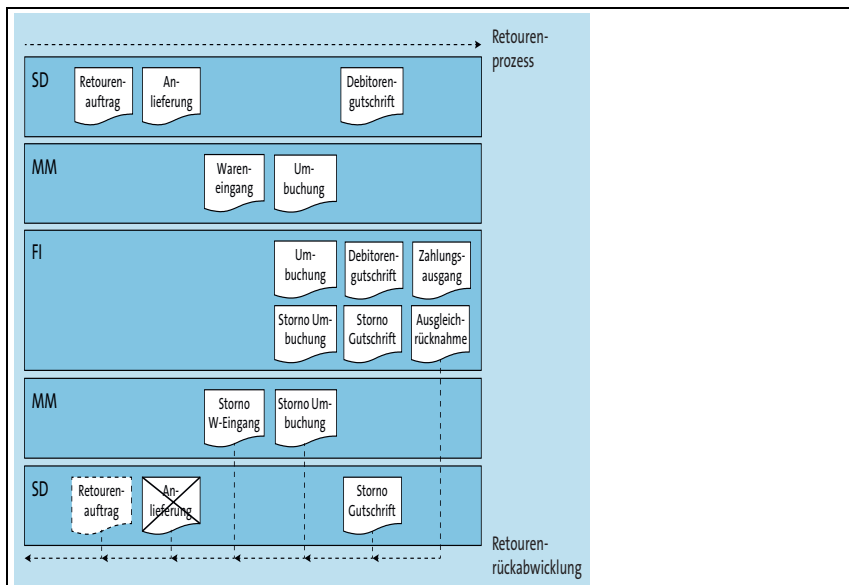 Retouren-
prozess
SD
Retouren-
auftrag
An-
lieferung
Debitoren-
gutschrift
MM
Waren-
eingang
Um-
buchung
FI
Um-
buchung
Debitoren-
gutschrift
Zahlungs-
ausgang
Storno Um-
buchung
Storno
Gutschrift
Ausgleich-
rücknahme
MM
Storno
W-Eingang
Storno Um-
buchung
SD
Retouren-
auftrag
An-
lieferung
Storno
Gutschrift
Retouren-
rückabwicklung